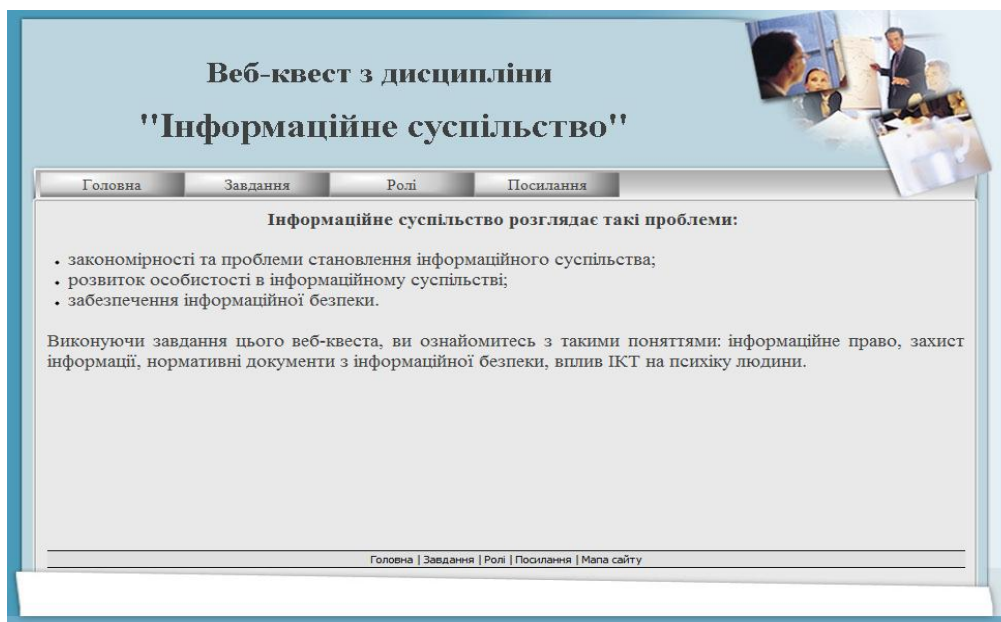 Веб-квест з дисципліни
"Інформаційне суспільство"
Головна Завдання Ролі Посилання
Інформаційне суспільство розглядає такі проблеми:
• закономірності та проблеми становлення інформаційного суспільства;
• розвиток особистості в інформаційному суспільстві;
• забезпечення інформаційної безпеки.
Виконуючи завдання цього веб-квеста, ви ознайомитесь з такими поняттями: інформаційне право, захист
інформації, нормативні документи з інформаційної безпеки, вплив ІКТ на психіку людини.
Головна | Завдання | Ролі | Посилання | Мапа сайту